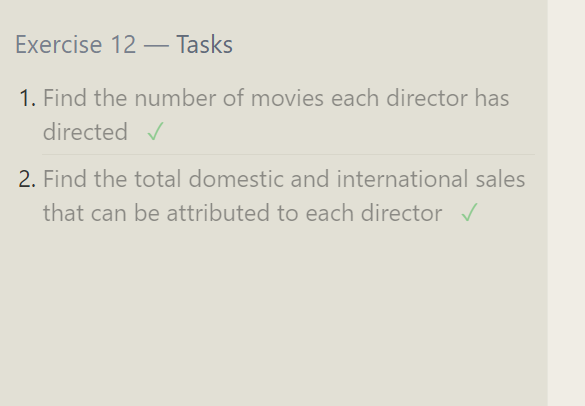 Exercise 12 — Tasks
1. Find the number of movies each director has
directed ✓
2. Find the total domestic and international sales
that can be attributed to each director ✓